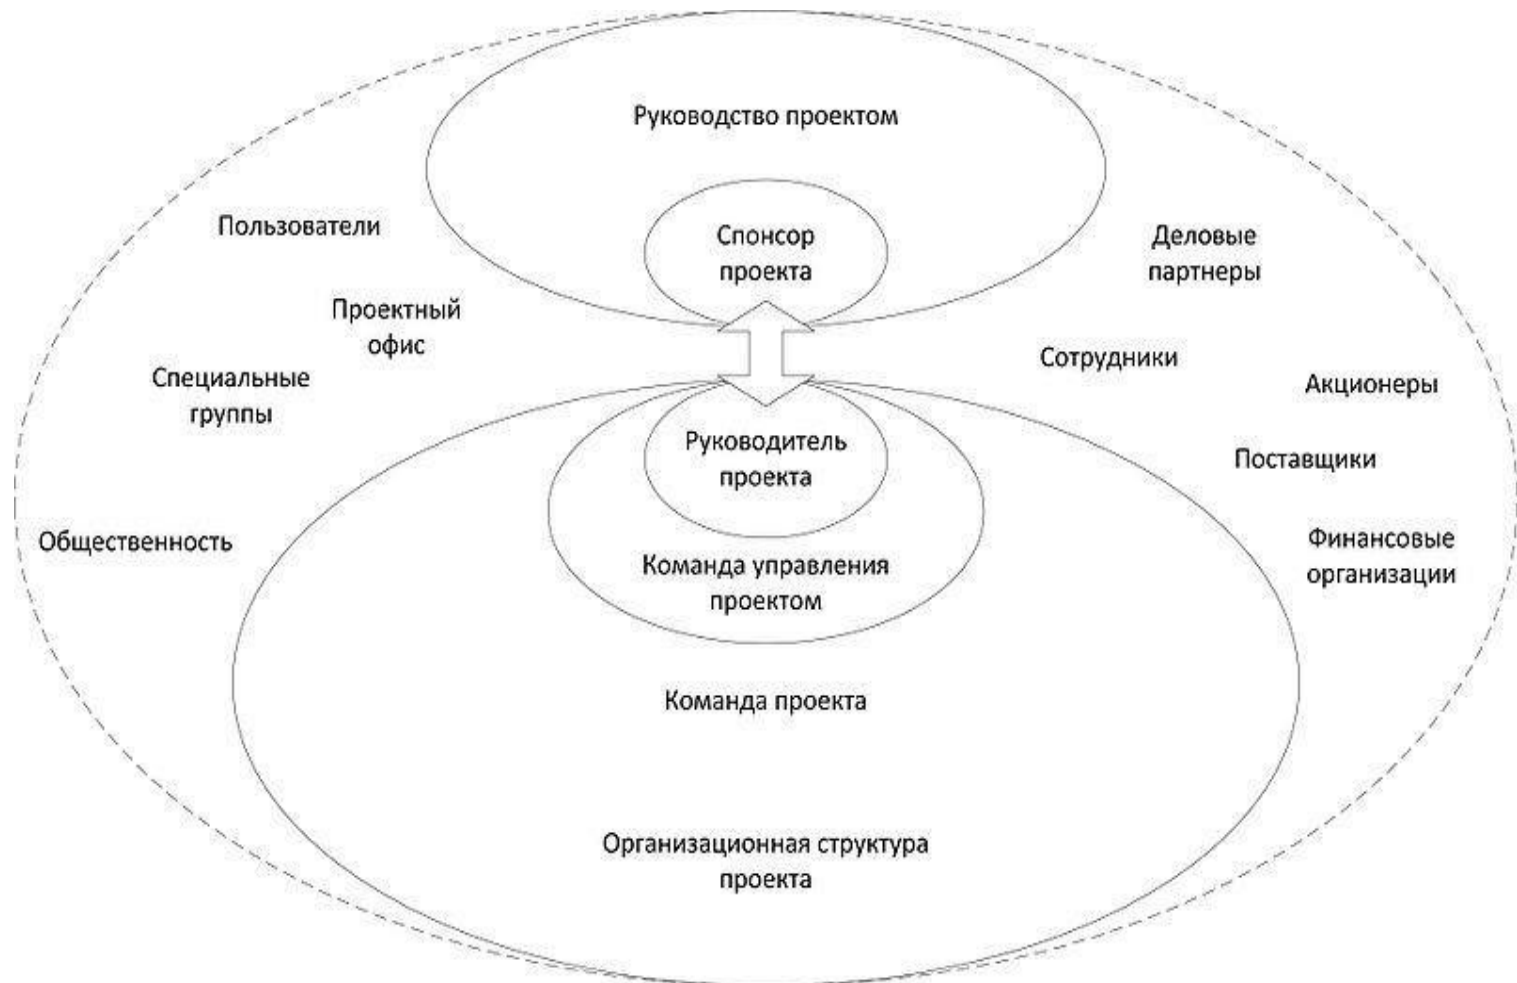 Руководство проектом
Пользователи
Спонсор
проекта
Деловые
партнеры
Проектный
офис
Сотрудники
Специальные
группы
Акционеры
Руководитель
проекта
Поставщики
Общественность
Финансовые
организации
Команда управления
проектом
Команда проекта
Организационная структура
проекта